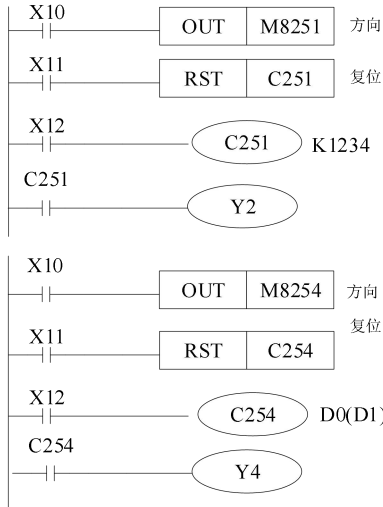 X10
OUT M8251 方向
X11
RST C251 复位
X12
C251 K1234
C251
Y2
X10
OUT M8254 方向
复位
X11
RST C254
X12
C254 D0(D1)
C254
Y4